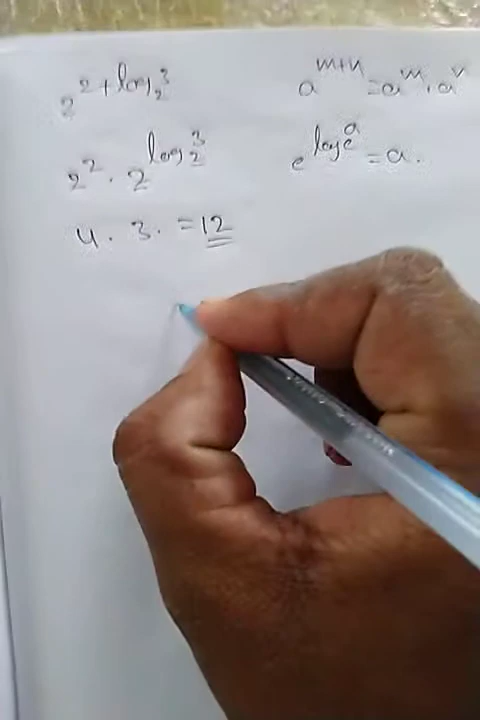 2^{2+log_2^3} a^{m+n} = a^m . a^n
2^2 . 2^{log_2^3} e^{log_e^a} = a.
4 . 3 . = 12